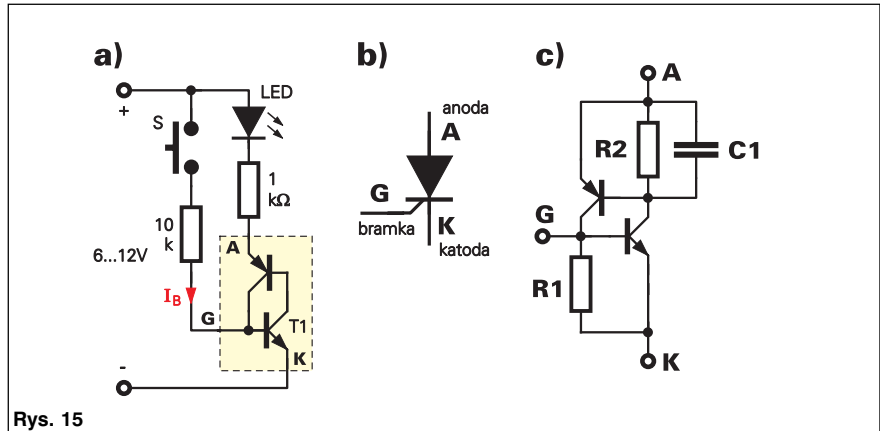 a)
+
S
LED
1
kΩ
10
k
6...12V
IB
A
G
T1
K
-
b)
anoda
A
G
bramka
K
katoda
c)
A
R2
C1
G
R1
K
Rys. 15